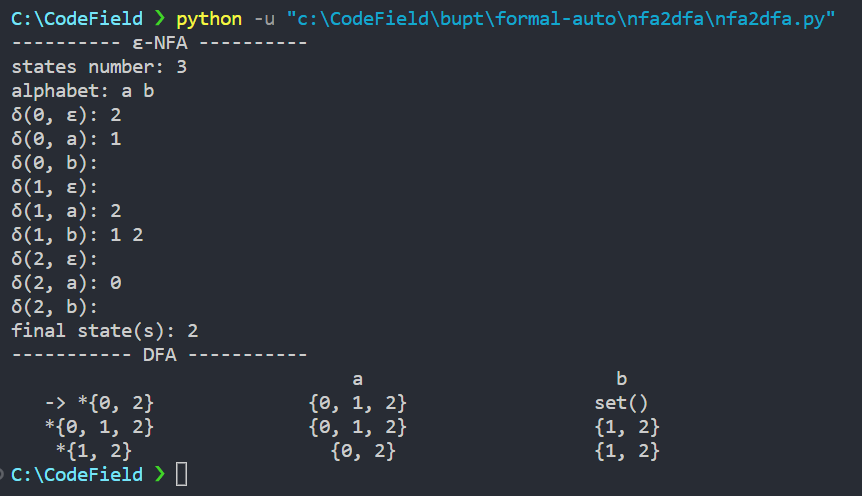 C:\CodeField ❯ python -u "c:\CodeField\bupt\formal-auto\nfa2dfa\nfa2dfa.py"
---------- ε-NFA ----------
states number: 3
alphabet: a b
δ(0, ε): 2
δ(0, a): 1
δ(0, b):
δ(1, ε):
δ(1, a): 2
δ(1, b): 1 2
δ(2, ε):
δ(2, a): 0
δ(2, b):
final state(s): 2
----------- DFA -----------
a b
-> *{0, 2} {0, 1, 2} set()
*{0, 1, 2} {0, 1, 2} {1, 2}
*{1, 2} {0, 2} {1, 2}
C:\CodeField ❯